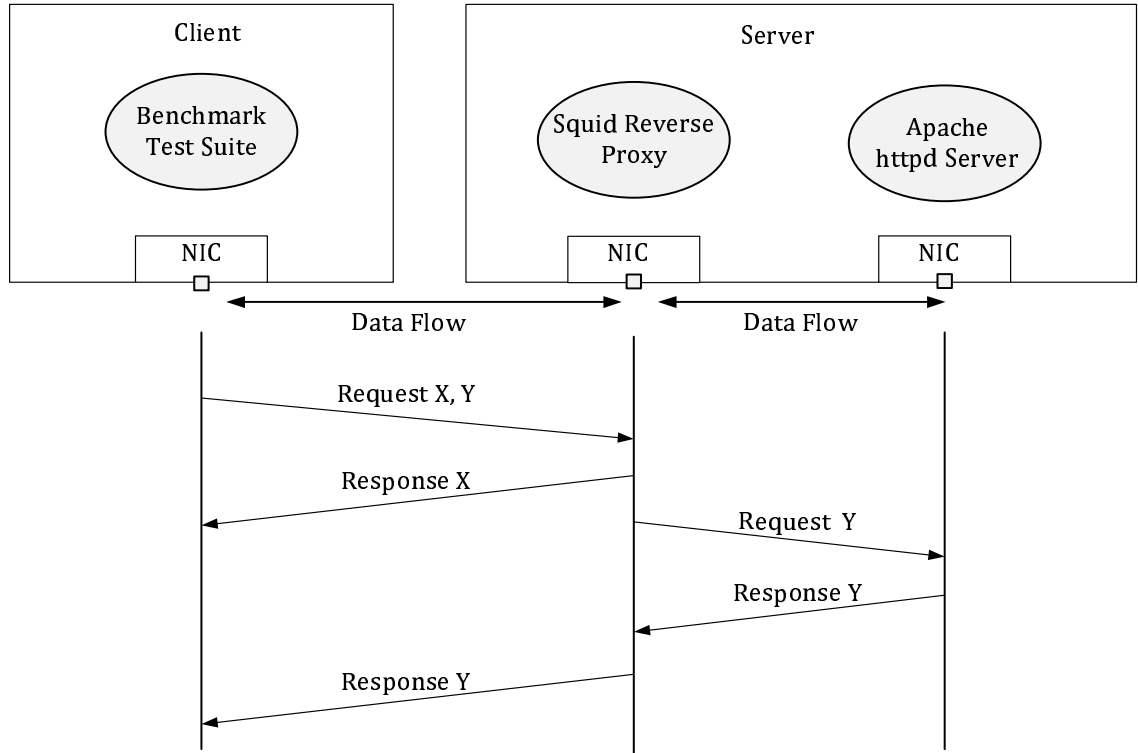 Client
Server
Benchmark
Test Suite
Squid Reverse
Proxy
Apache
httpd Server
NIC
NIC
NIC
Data Flow
Data Flow
Request X, Y
Response X
Request Y
Response Y
Response Y